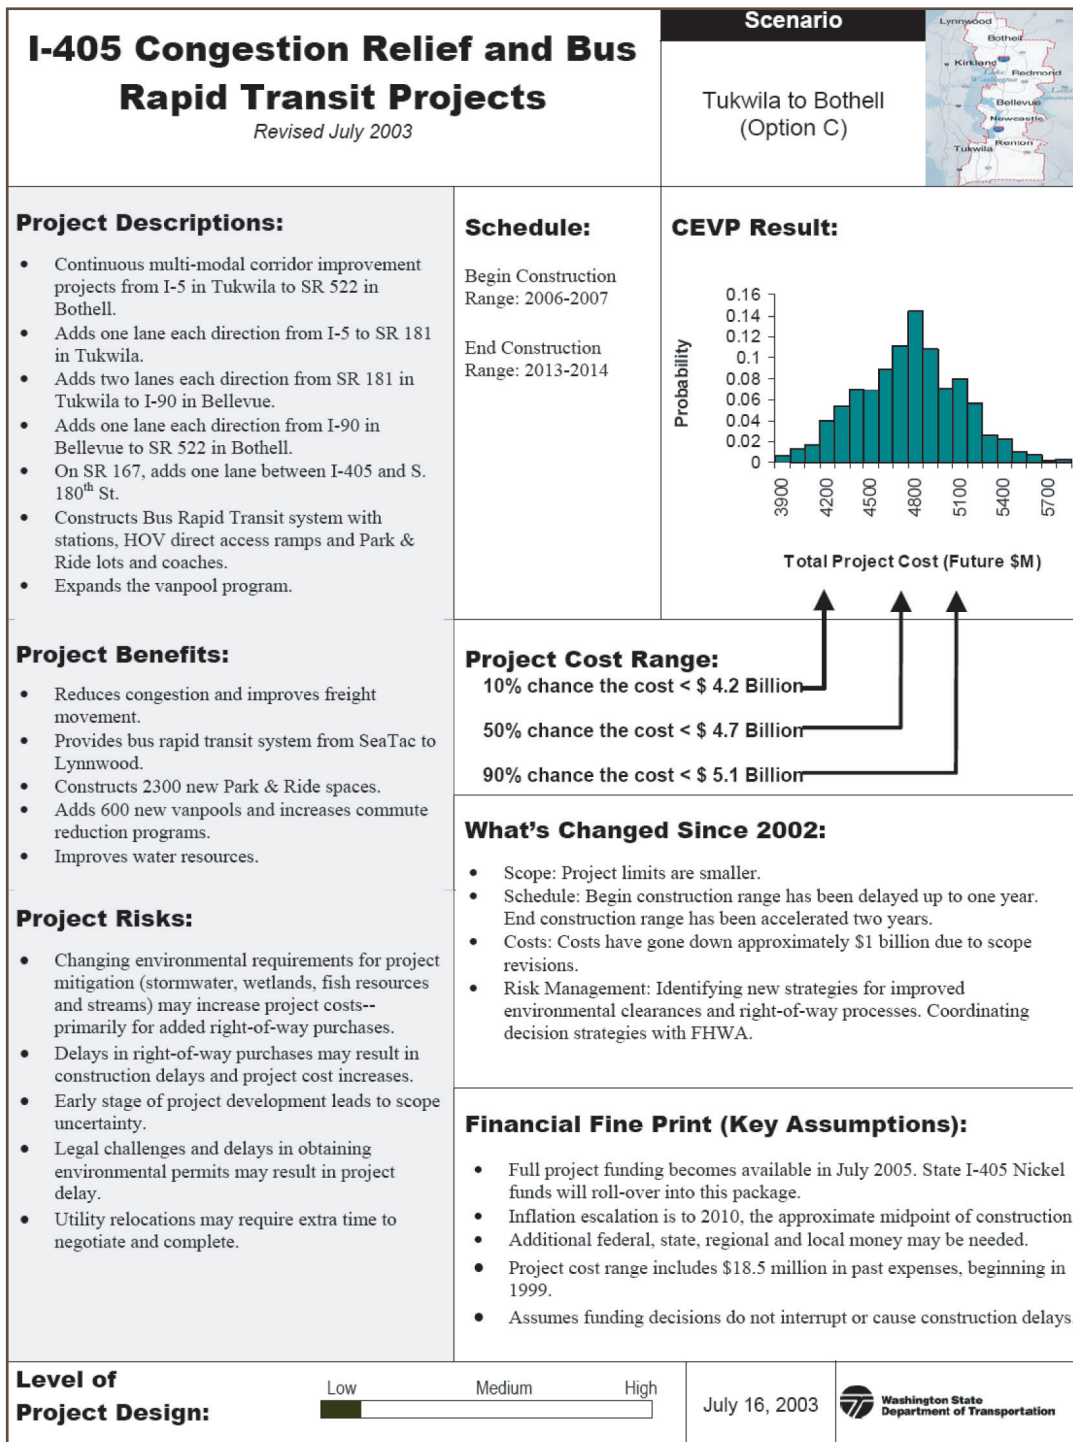 I-405 Congestion Relief and Bus
Rapid Transit Projects
Revised July 2003
Scenario
Tukwila to Bothell
(Option C)
Lynnwood
Bothell
Kirkland
Lake
Washington
Redmond
Bellevue
Newcastle
Renton
Tukwila
Project Descriptions:
• Continuous multi-modal corridor improvement
projects from I-5 in Tukwila to SR 522 in
Bothell.
• Adds one lane each direction from I-5 to SR 181
in Tukwila.
• Adds two lanes each direction from SR 181 in
Tukwila to I-90 in Bellevue.
• Adds one lane each direction from I-90 in
Bellevue to SR 522 in Bothell.
• On SR 167, adds one lane between I-405 and S.
180th St.
• Constructs Bus Rapid Transit system with
stations, HOV direct access ramps and Park &
Ride lots and coaches.
• Expands the vanpool program.
Schedule:
Begin Construction
Range: 2006-2007
End Construction
Range: 2013-2014
CEVP Result:
Probability
0.16
0.14
0.12
0.1
0.08
0.06
0.04
0.02
0
3900
4200
4500
4800
5100
5400
5700
Total Project Cost (Future $M)
Project Benefits:
• Reduces congestion and improves freight
movement.
• Provides bus rapid transit system from SeaTac to
Lynnwood.
• Constructs 2300 new Park & Ride spaces.
• Adds 600 new vanpools and increases commute
reduction programs.
• Improves water resources.
Project Cost Range:
10% chance the cost < $ 4.2 Billion
50% chance the cost < $ 4.7 Billion
90% chance the cost < $ 5.1 Billion
What's Changed Since 2002:
• Scope: Project limits are smaller.
• Schedule: Begin construction range has been delayed up to one year.
End construction range has been accelerated two years.
• Costs: Costs have gone down approximately $1 billion due to scope
revisions.
• Risk Management: Identifying new strategies for improved
environmental clearances and right-of-way processes. Coordinating
decision strategies with FHWA.
Project Risks:
• Changing environmental requirements for project
mitigation (stormwater, wetlands, fish resources
and streams) may increase project costs--
primarily for added right-of-way purchases.
• Delays in right-of-way purchases may result in
construction delays and project cost increases.
• Early stage of project development leads to scope
uncertainty.
• Legal challenges and delays in obtaining
environmental permits may result in project
delay.
• Utility relocations may require extra time to
negotiate and complete.
Financial Fine Print (Key Assumptions):
• Full project funding becomes available in July 2005. State I-405 Nickel
funds will roll-over into this package.
• Inflation escalation is to 2010, the approximate midpoint of construction
• Additional federal, state, regional and local money may be needed.
• Project cost range includes $18.5 million in past expenses, beginning in
1999.
• Assumes funding decisions do not interrupt or cause construction delays.
Level of
Project Design:
Low Medium High
July 16, 2003
Washington State
Department of Transportation